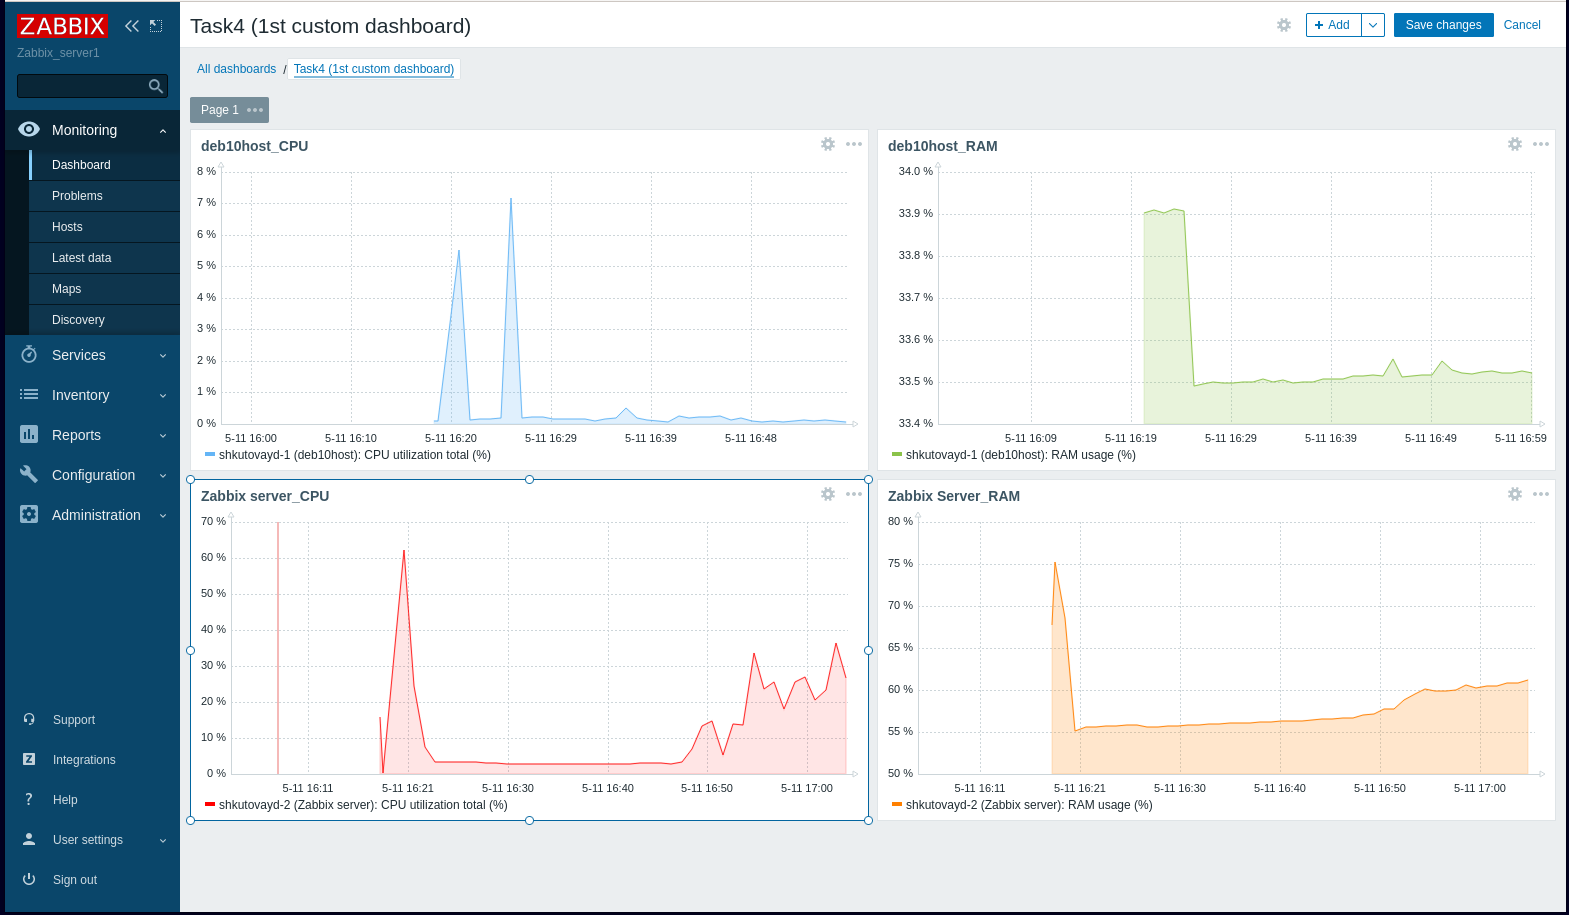 ZABBIX
Zabbix_server1
Monitoring
Dashboard
Problems
Hosts
Latest data
Maps
Discovery
Services
Inventory
Reports
Configuration
Administration
Support
Integrations
Help
User settings
Sign out
Task4 (1st custom dashboard)
Add
Save changes
Cancel
All dashboards / Task4 (1st custom dashboard)
Page 1
deb10host_CPU
8 %
7 %
6 %
5 %
4 %
3 %
2 %
1 %
0 %
5-11 16:00 5-11 16:10 5-11 16:20 5-11 16:29 5-11 16:39 5-11 16:48
shkutovayd-1 (deb10host): CPU utilization total (%)
deb10host_RAM
34.0 %
33.9 %
33.8 %
33.7 %
33.6 %
33.5 %
33.4 %
5-11 16:09 5-11 16:19 5-11 16:29 5-11 16:39 5-11 16:49 5-11 16:59
shkutovayd-1 (deb10host): RAM usage (%)
Zabbix server_CPU
70 %
60 %
50 %
40 %
30 %
20 %
10 %
0 %
5-11 16:11 5-11 16:21 5-11 16:30 5-11 16:40 5-11 16:50 5-11 17:00
shkutovayd-2 (Zabbix server): CPU utilization total (%)
Zabbix Server_RAM
80 %
75 %
70 %
65 %
60 %
55 %
50 %
5-11 16:11 5-11 16:21 5-11 16:30 5-11 16:40 5-11 16:50 5-11 17:00
shkutovayd-2 (Zabbix server): RAM usage (%)